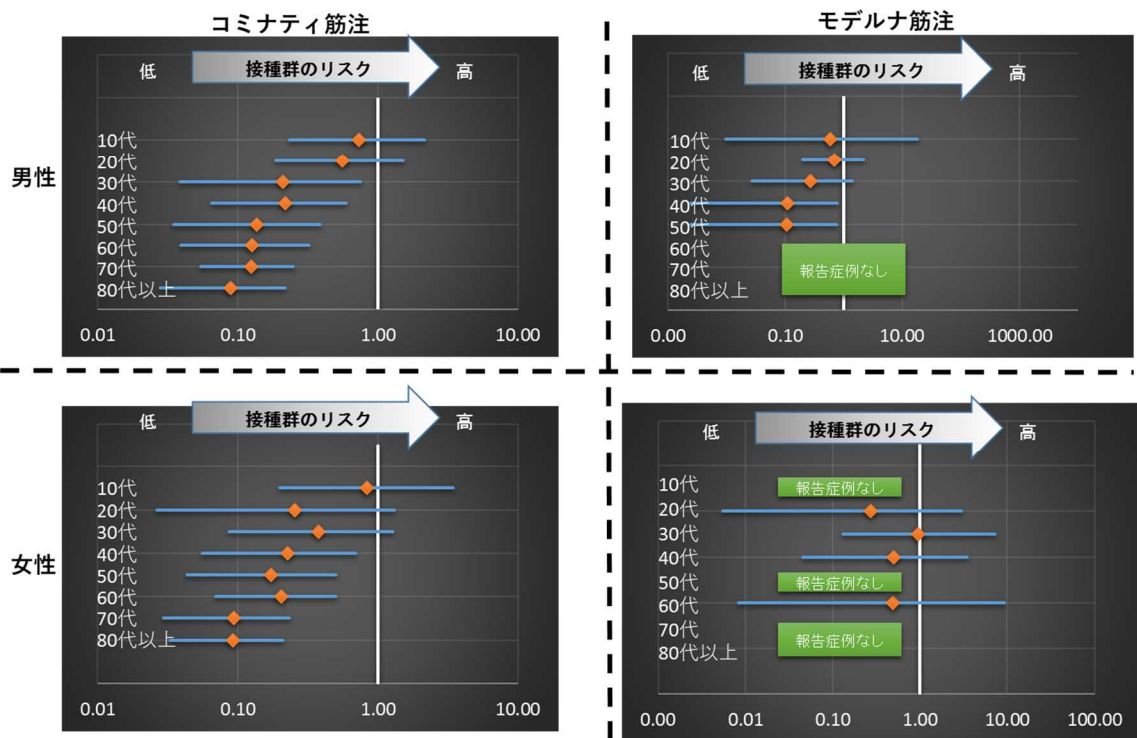 コミナティ筋注
モデルナ筋注
男性
低
接種群のリスク
高
10代
20代
30代
40代
50代
60代
70代
80代以上
0.01
0.10
1.00
10.00
低
接種群のリスク
高
10代
20代
30代
40代
50代
60代
70代
80代以上
報告症例なし
0.00
0.10
10.00
1000.00
女性
低
接種群のリスク
高
10代
20代
30代
40代
50代
60代
70代
80代以上
0.01
0.10
1.00
10.00
低
接種群のリスク
高
10代
報告症例なし
20代
30代
40代
50代
報告症例なし
60代
70代
報告症例なし
80代以上
0.00
0.01
0.10
1.00
10.00
100.00